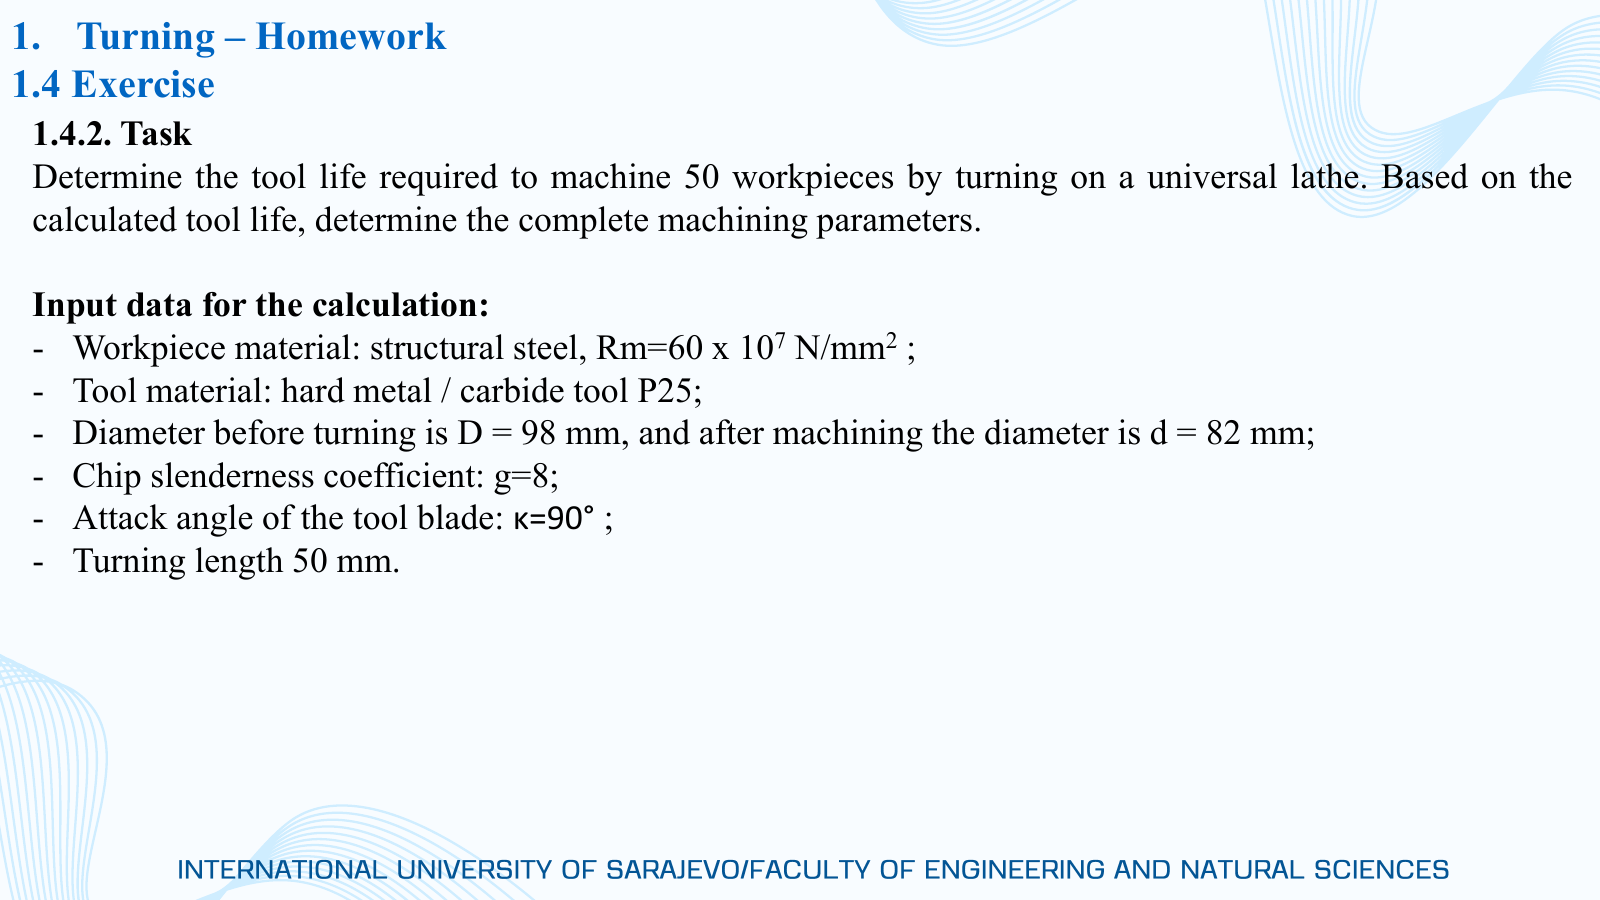 1. Turning – Homework
1.4 Exercise
1.4.2. Task
Determine the tool life required to machine 50 workpieces by turning on a universal lathe. Based on the
calculated tool life, determine the complete machining parameters.
Input data for the calculation:
- Workpiece material: structural steel, Rm=60 x 10⁷ N/mm² ;
- Tool material: hard metal / carbide tool P25;
- Diameter before turning is D = 98 mm, and after machining the diameter is d = 82 mm;
- Chip slenderness coefficient: g=8;
- Attack angle of the tool blade: κ=90° ;
- Turning length 50 mm.
INTERNATIONAL UNIVERSITY OF SARAJEVO/FACULTY OF ENGINEERING AND NATURAL SCIENCES